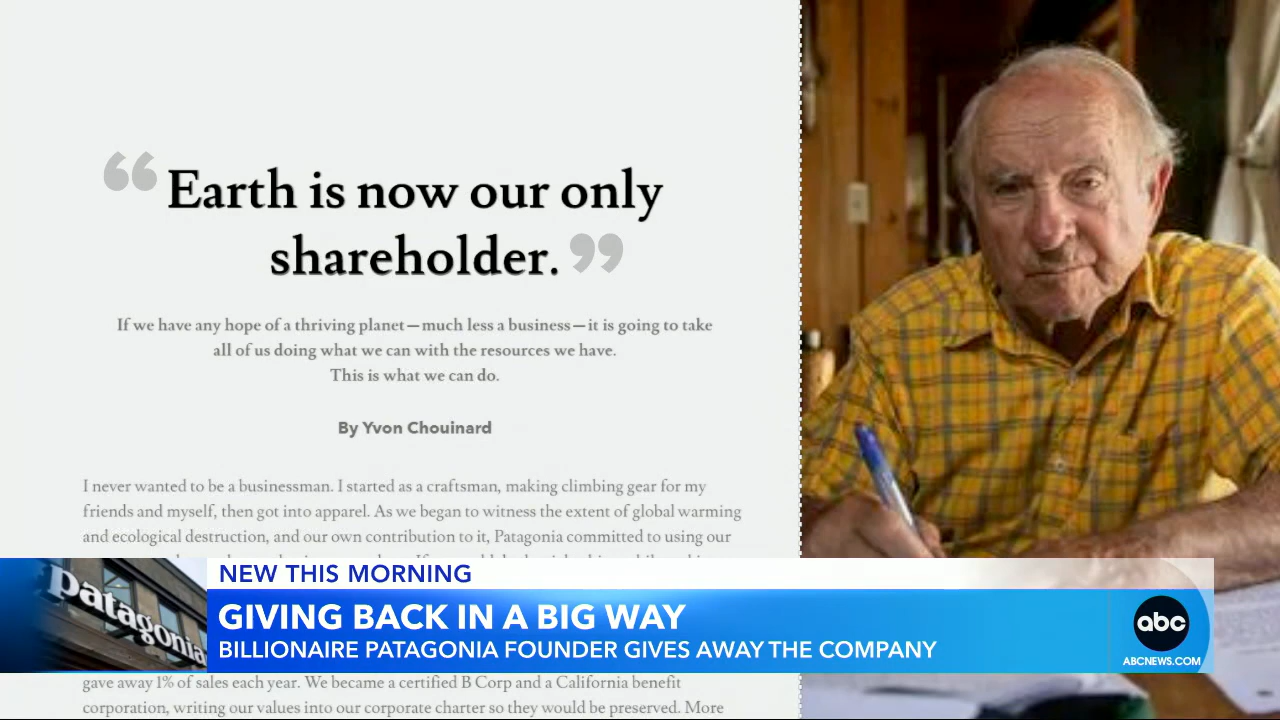 “ Earth is now our only
shareholder. ”
If we have any hope of a thriving planet—much less a business—it is going to take
all of us doing what we can with the resources we have.
This is what we can do.
By Yvon Chouinard
I never wanted to be a businessman. I started as a craftsman, making climbing gear for my
friends and myself, then got into apparel. As we began to witness the extent of global warming
and ecological destruction, and our own contribution to it, Patagonia committed to using our
patagonia
NEW THIS MORNING
GIVING BACK IN A BIG WAY
BILLIONAIRE PATAGONIA FOUNDER GIVES AWAY THE COMPANY
abc
ABCNEWS.COM
gave away 1% of sales each year. We became a certified B Corp and a California benefit
corporation, writing our values into our corporate charter so they would be preserved. More